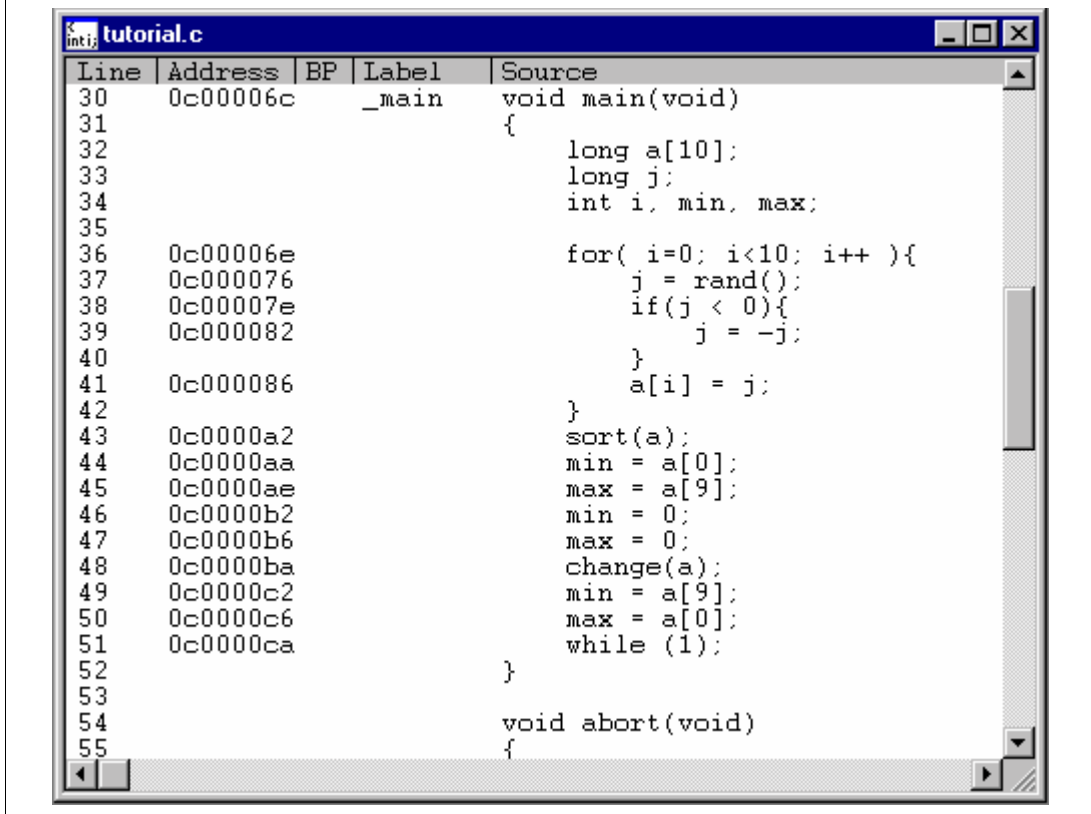 int i; tutorial.c
Line Address BP Label Source
30 0c00006c _main void main(void)
31 {
32 long a[10];
33 long j;
34 int i, min, max;
35
36 0c00006e for( i=0; i<10; i++ ){
37 0c000076 j = rand();
38 0c00007e if(j < 0){
39 0c000082 j = -j;
40 }
41 0c000086 a[i] = j;
42 }
43 0c0000a2 sort(a);
44 0c0000aa min = a[0];
45 0c0000ae max = a[9];
46 0c0000b2 min = 0;
47 0c0000b6 max = 0;
48 0c0000ba change(a);
49 0c0000c2 min = a[9];
50 0c0000c6 max = a[0];
51 0c0000ca while (1);
52 }
53
54 void abort(void)
55 {